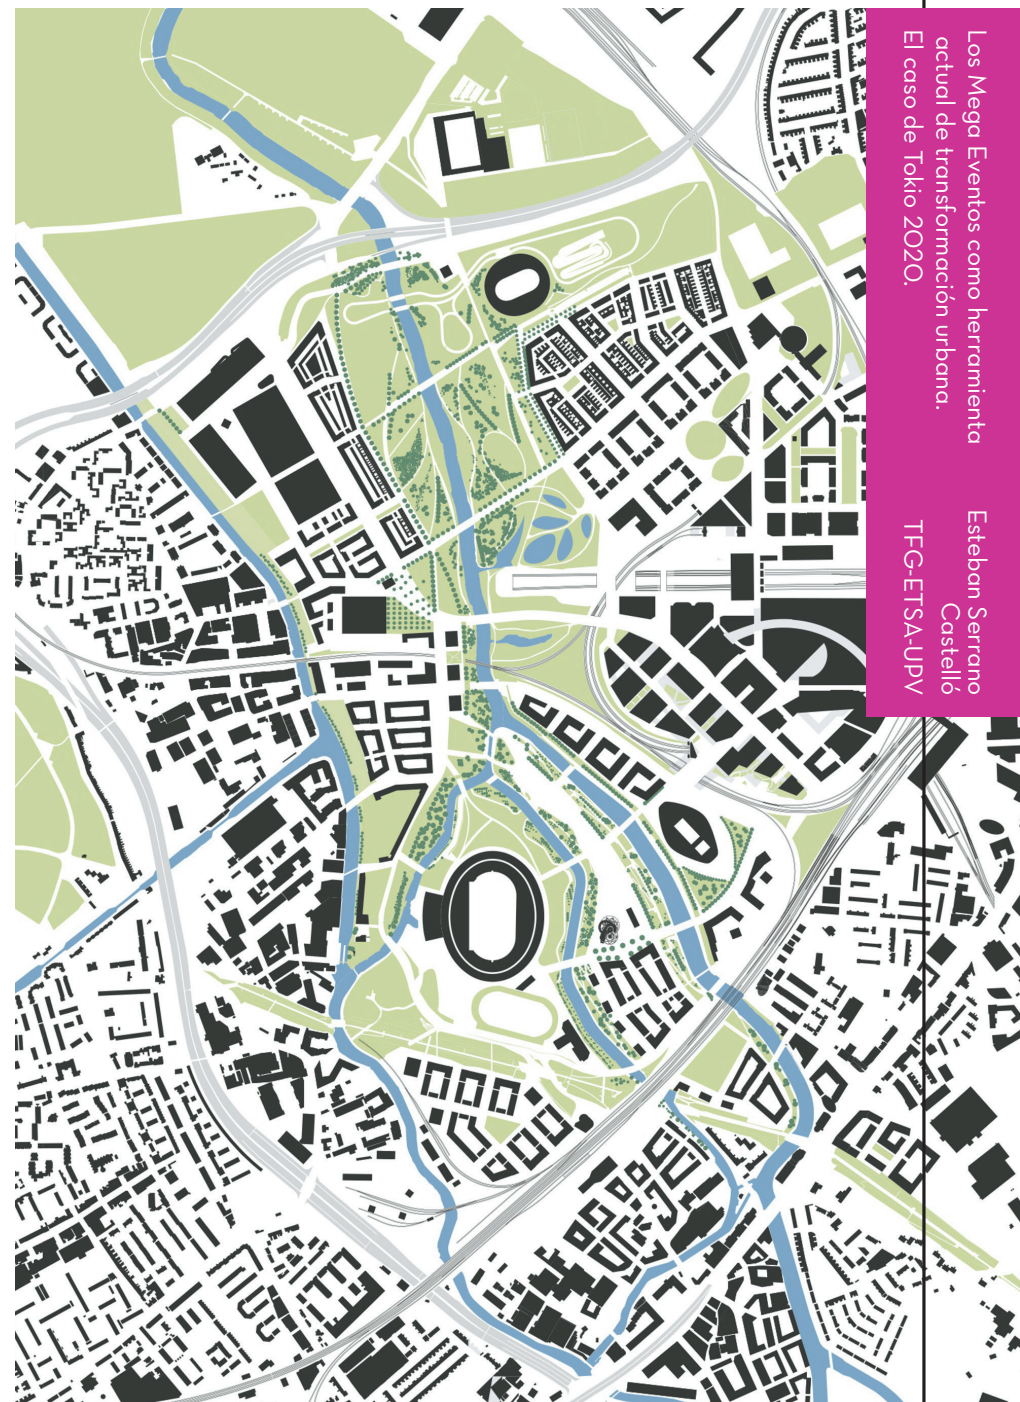 Los Mega Eventos como herramienta
actual de transformación urbana.
El caso de Tokio 2020.
Esteban Serrano
Castelló
TFG-ETSA-UPV